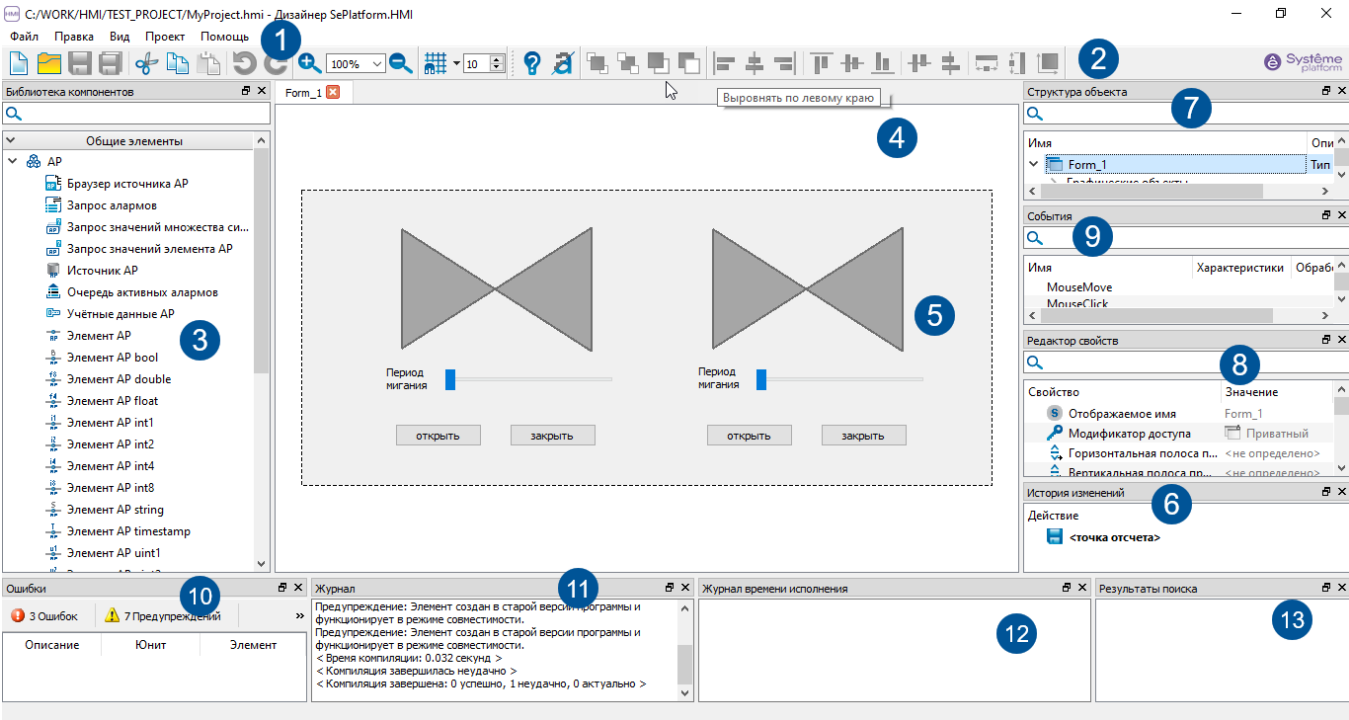 C:/WORK/HMI/TEST_PROJECT/MyProject.hmi - Дизайнер SePlatform.HMI
Файл Правка Вид Проект Помощь
1
100%
10
2
Système
platform
Библиотека компонентов
Общие элементы
AP
Браузер источника AP
Запрос алармов
Запрос значений множества си...
Запрос значений элемента AP
Источник AP
Очередь активных алармов
Учётные данные AP
Элемент AP
Элемент AP bool
Элемент AP double
Элемент AP float
Элемент AP int1
Элемент AP int2
Элемент AP int4
Элемент AP int8
Элемент AP string
Элемент AP timestamp
Элемент AP uint1
3
Form_1
Выровнять по левому краю
4
Период
мигания
открыть закрыть
Период
мигания
открыть закрыть
5
Структура объекта
7
Имя Опи
Form_1 Тип
Графические объекты
События
9
Имя Характеристики Обраб
MouseMove
MouseClick
Редактор свойств
8
Свойство Значение
Отображаемое имя Form_1
Модификатор доступа Приватный
Горизонтальная полоса п... <не определено>
Вертикальная полоса пр... <не определено>
История изменений
6
Действие
<точка отсчета>
Ошибки
10
3 Ошибок 7 Предупреждений »
Описание Юнит Элемент
Журнал
11
Предупреждение: Элемент создан в старой версии программы и
функционирует в режиме совместимости.
Предупреждение: Элемент создан в старой версии программы и
функционирует в режиме совместимости.
< Время компиляции: 0.032 секунд >
< Компиляция завершилась неудачно >
< Компиляция завершена: 0 успешно, 1 неудачно, 0 актуально >
Журнал времени исполнения
12
Результаты поиска
13